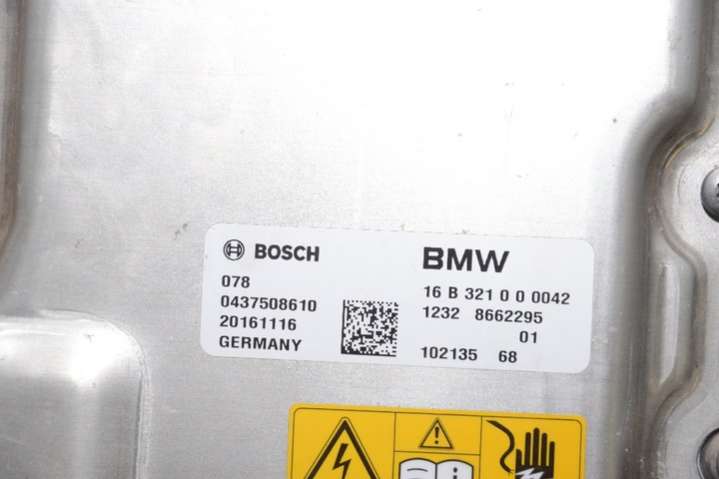 BOSCH
078
0437508610
20161116
GERMANY
BMW
16 B 321 0 0 0042
1232 8662295
01
102135 68